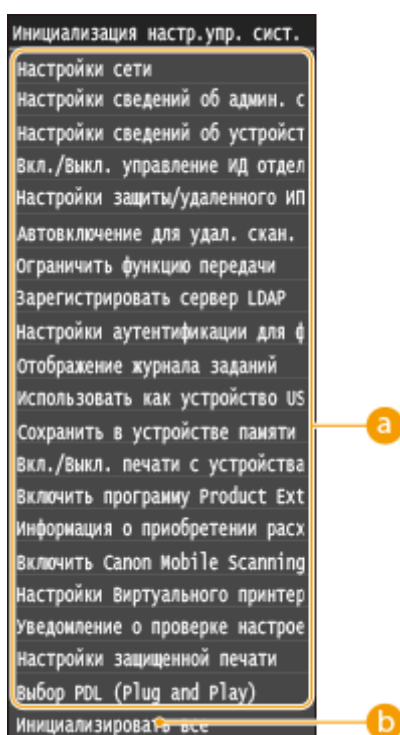 Инициализация настр.упр. сист.
Настройки сети
Настройки сведений об админ. с
Настройки сведений об устройст
Вкл./Выкл. управление ИД отдел
Настройки защиты/удаленного ИП
Автовключение для удал. скан.
Ограничить функцию передачи
Зарегистрировать сервер LDAP
Настройки аутентификации для ф
Отображение журнала заданий
Использовать как устройство US
Сохранить в устройстве памяти
Вкл./Выкл. печати с устройства
Включить программу Product Ext
Информация о приобретении расх
Включить Canon Mobile Scanning
Настройки Виртуального принтер
Уведомление о проверке настрое
Настройки защищенной печати
Выбор PDL (Plug and Play)
Инициализировать все
a
b